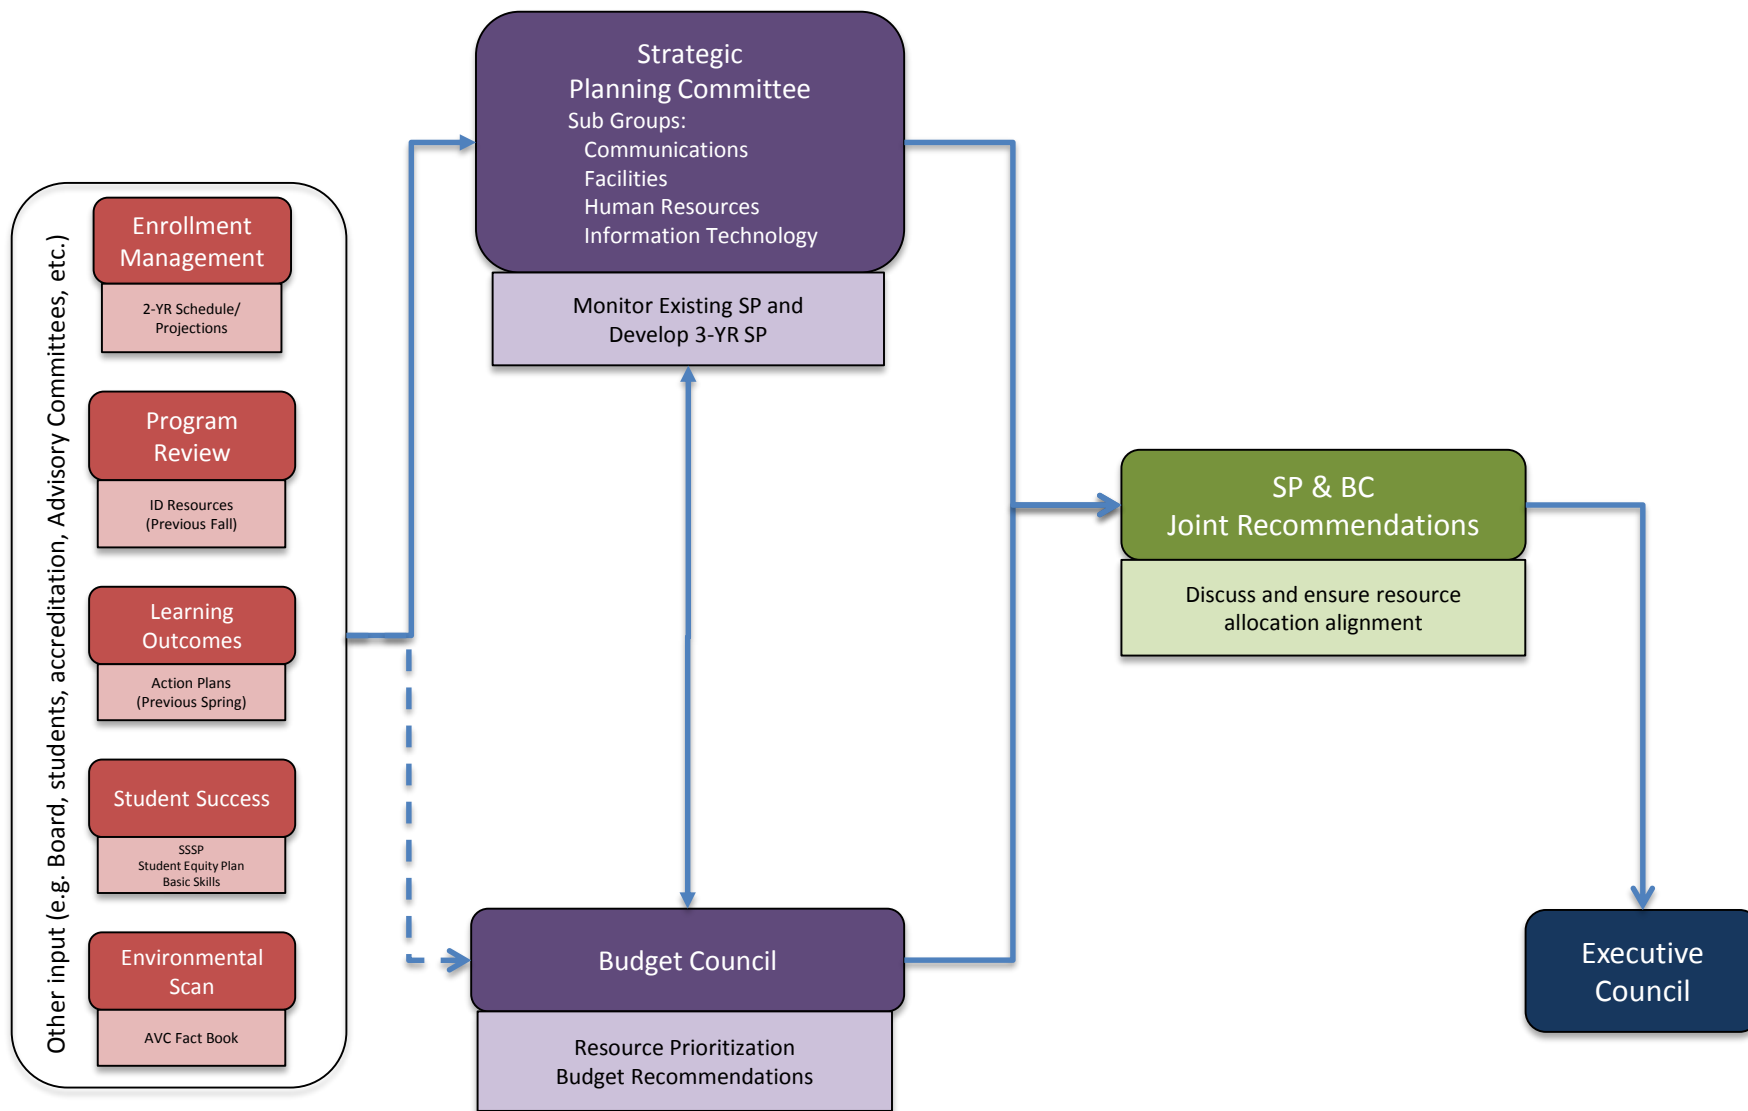 Other input (e.g. Board, students, accreditation, Advisory Committees, etc.)
Enrollment
Management
2-YR Schedule/
Projections
Program
Review
ID Resources
(Previous Fall)
Learning
Outcomes
Action Plans
(Previous Spring)
Student Success
SSSP
Student Equity Plan
Basic Skills
Environmental
Scan
AVC Fact Book
Strategic
Planning Committee
Sub Groups:
Communications
Facilities
Human Resources
Information Technology
Monitor Existing SP and
Develop 3-YR SP
Budget Council
Resource Prioritization
Budget Recommendations
SP & BC
Joint Recommendations
Discuss and ensure resource
allocation alignment
Executive
Council